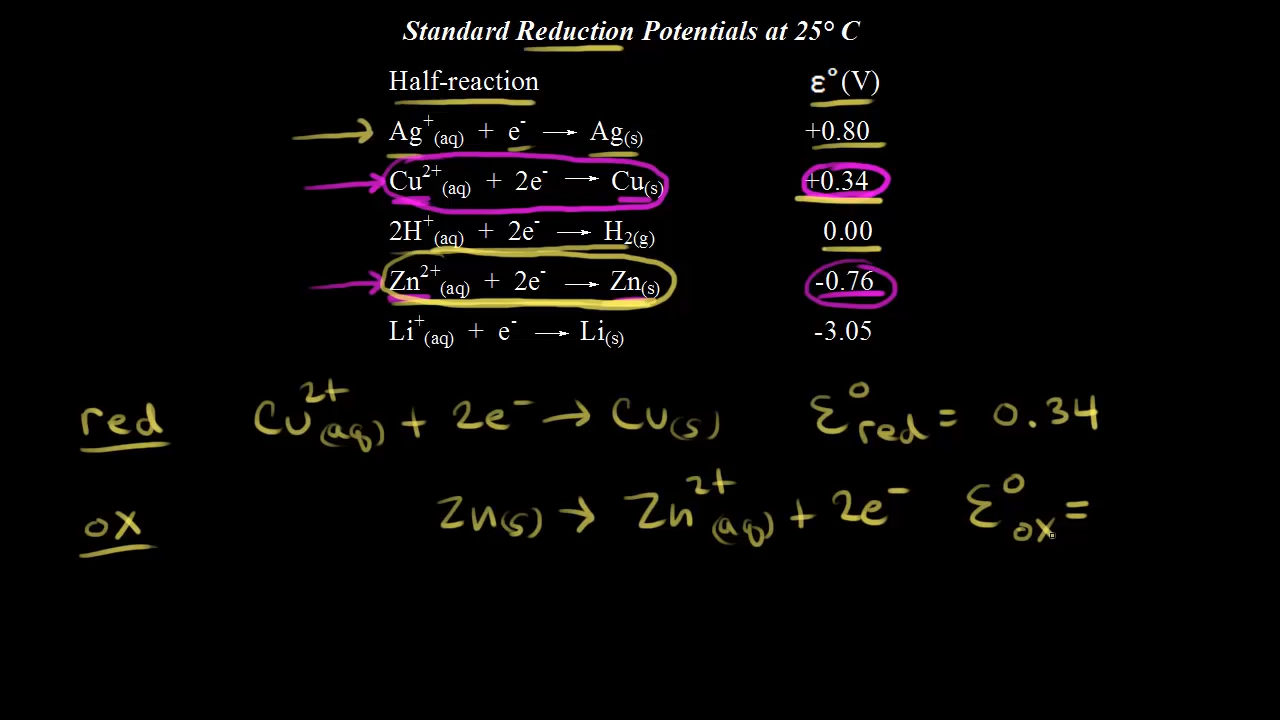 Standard Reduction Potentials at 25° C
Half-reaction ε°(V)
Ag⁺(aq) + e⁻ → Ag(s) +0.80
Cu²⁺(aq) + 2e⁻ → Cu(s) +0.34
2H⁺(aq) + 2e⁻ → H₂(g) 0.00
Zn²⁺(aq) + 2e⁻ → Zn(s) -0.76
Li⁺(aq) + e⁻ → Li(s) -3.05
red Cu²⁺(aq) + 2e⁻ → Cu(s) ε⁰red = 0.34
ox Zn(s) → Zn²⁺(aq) + 2e⁻ ε⁰ox =